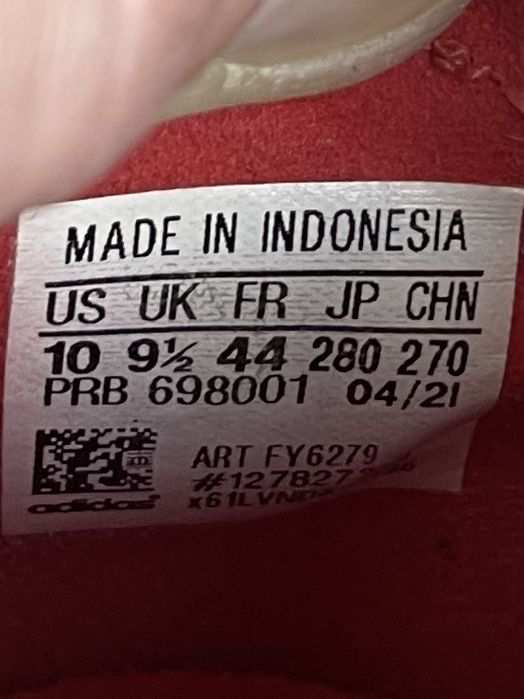 MADE IN INDONESIA
US UK FR JP CHN
10 9½ 44 280 270
PRB 698001 04/21
ART FY6279
adidas